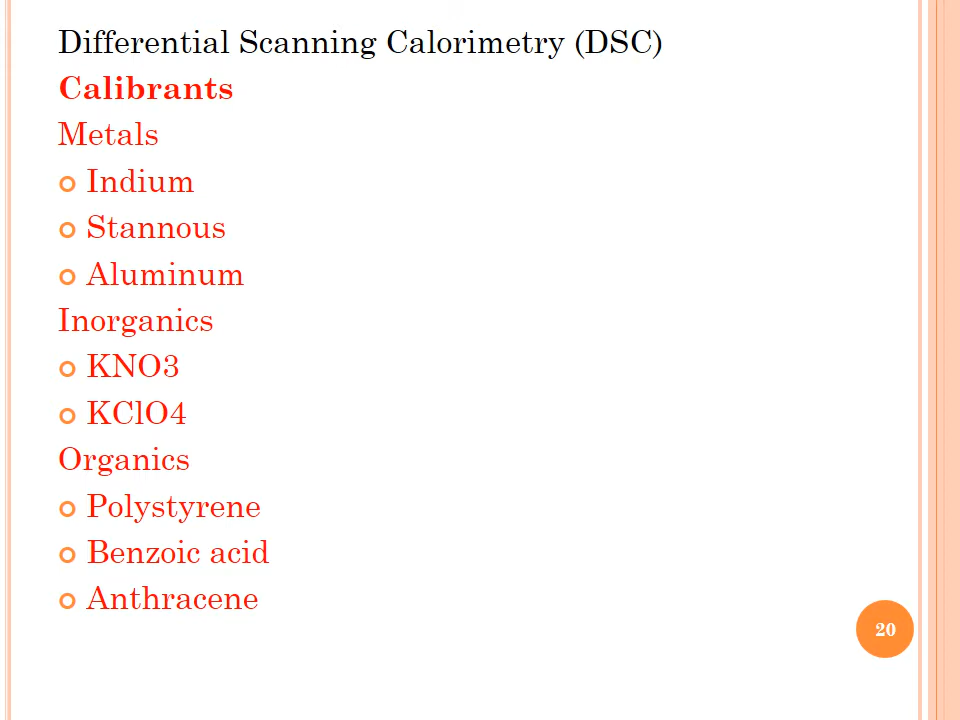 Differential Scanning Calorimetry (DSC)
Calibrants
Metals
Indium
Stannous
Aluminum
Inorganics
KNO3
KClO4
Organics
Polystyrene
Benzoic acid
Anthracene
20